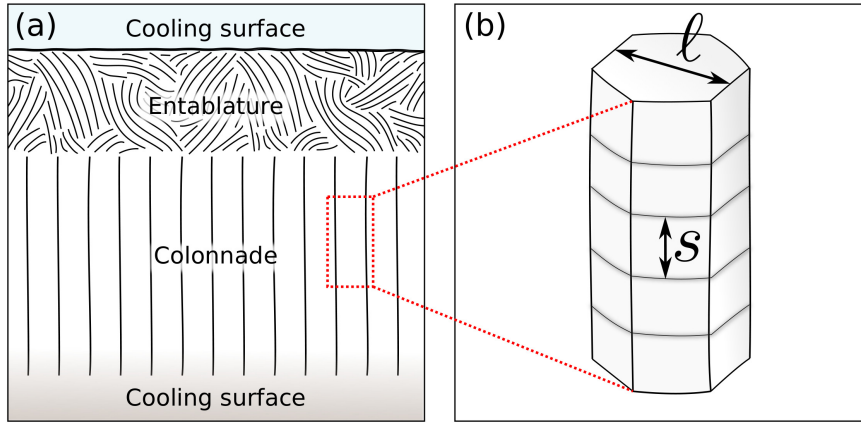 (a)
Cooling surface
Entablature
Colonnade
Cooling surface
(b)
ℓ
s